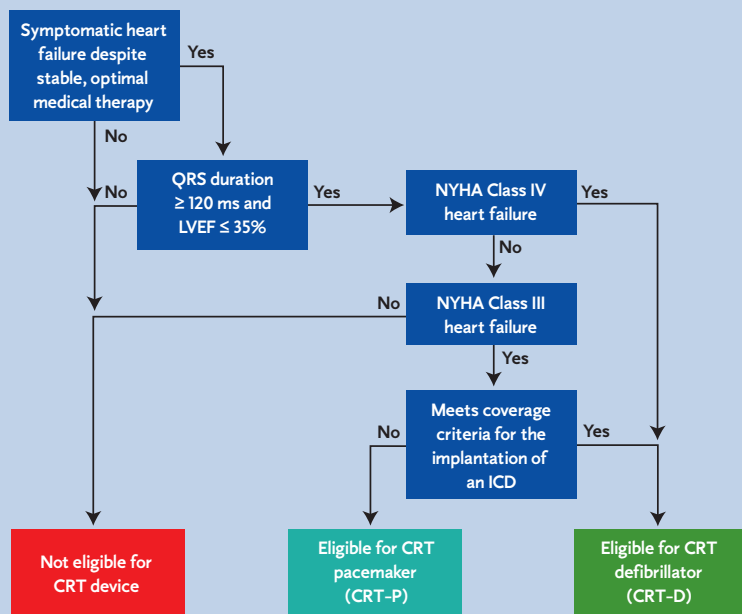 Symptomatic heart
failure despite
stable, optimal
medical therapy
Yes
No
QRS duration
≥ 120 ms and
LVEF ≤ 35%
No
Yes
NYHA Class IV
heart failure
Yes
No
NYHA Class III
heart failure
No
Yes
Meets coverage
criteria for the
implantation of
an ICD
No
Yes
Not eligible for
CRT device
Eligible for CRT
pacemaker
(CRT-P)
Eligible for CRT
defibrillator
(CRT-D)